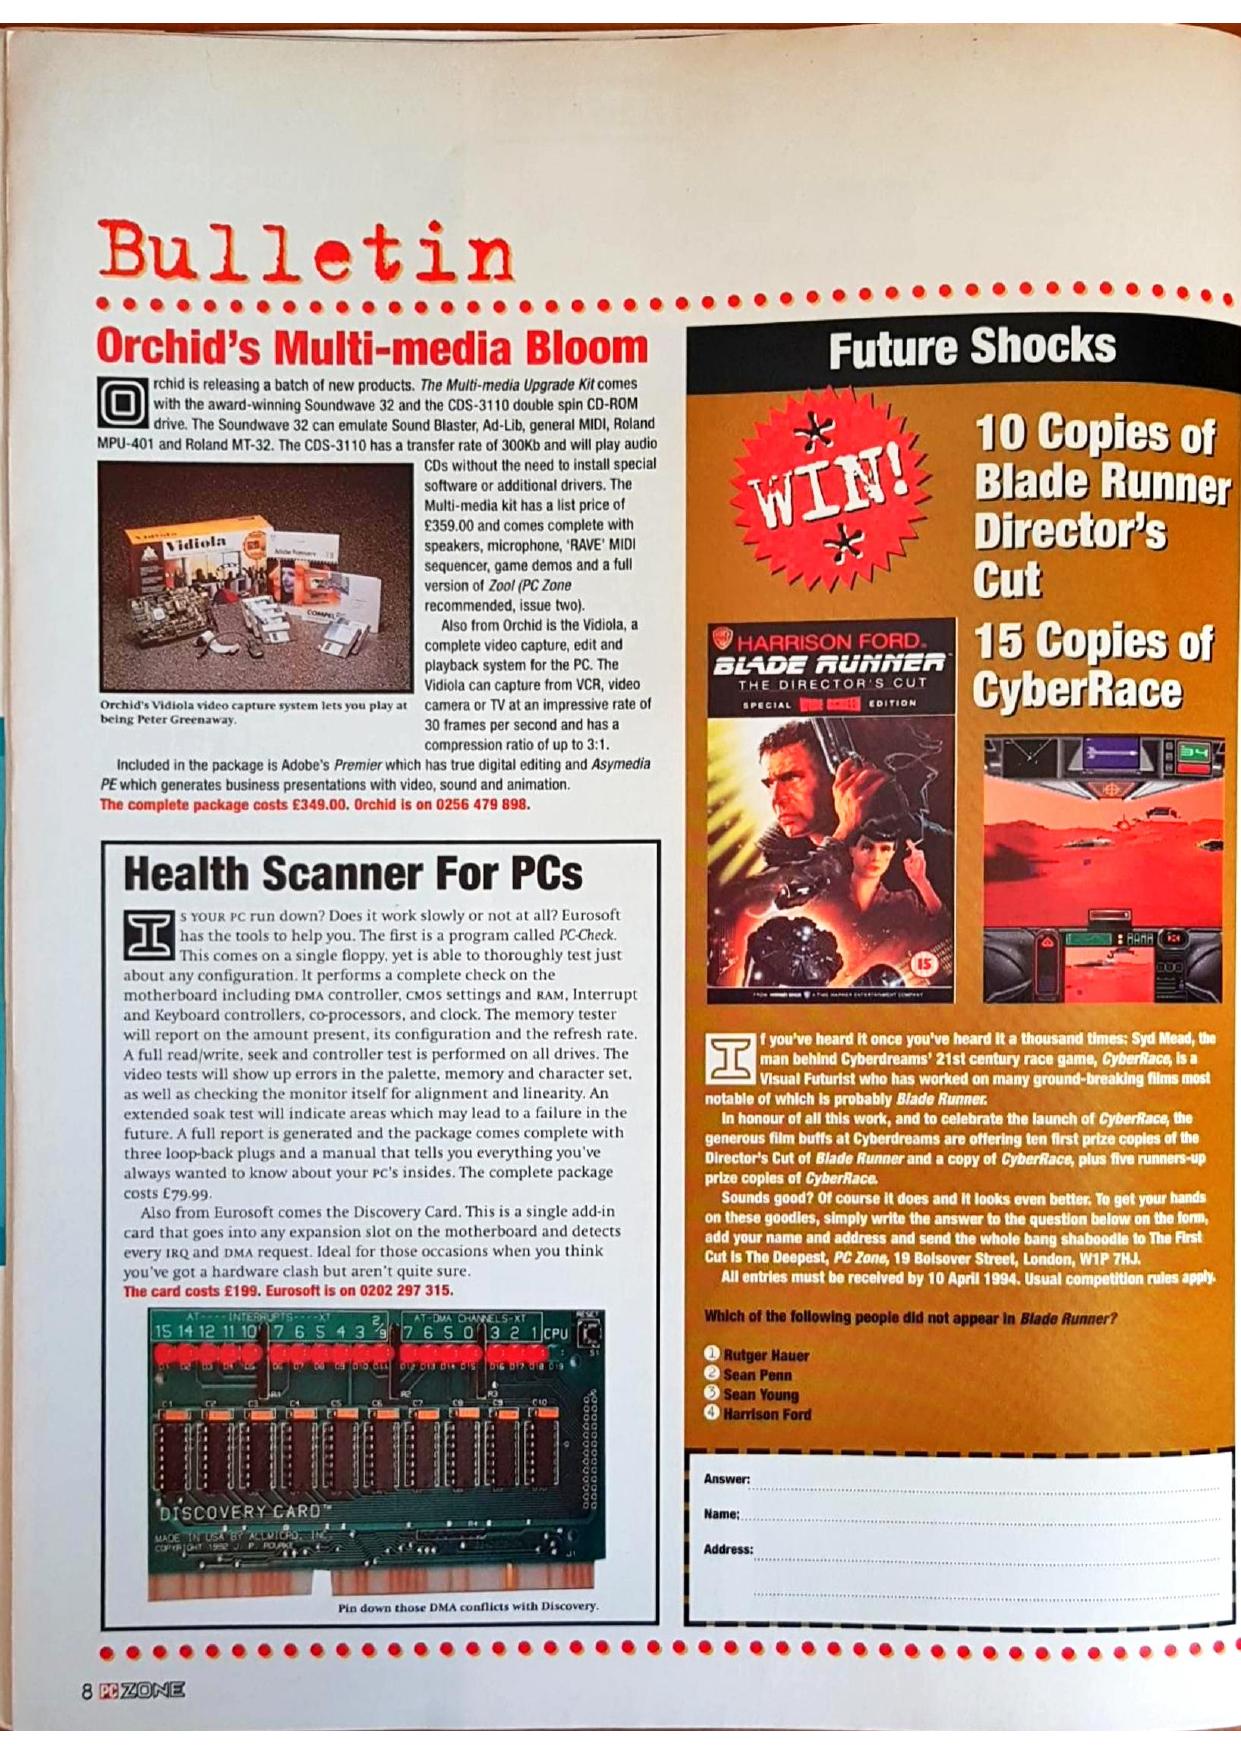 Bulletin
Orchid's Multi-media Bloom
Orchid is releasing a batch of new products. The Multi-media Upgrade Kit comes
with the award-winning Soundwave 32 and the CDS-3110 double spin CD-ROM
drive. The Soundwave 32 can emulate Sound Blaster, Ad-Lib, general MIDI, Roland
MPU-401 and Roland MT-32. The CDS-3110 has a transfer rate of 300Kb and will play audio
CDs without the need to install special
software or additional drivers. The
Multi-media kit has a list price of
£359.00 and comes complete with
speakers, microphone, 'RAVE' MIDI
sequencer, game demos and a full
version of Zool (PC Zone
recommended, issue two).
Also from Orchid is the Vidiola, a
complete video capture, edit and
playback system for the PC. The
Vidiola can capture from VCR, video
camera or TV at an impressive rate of
30 frames per second and has a
compression ratio of up to 3:1.
Vidiola
Orchid's Vidiola video capture system lets you play at
being Peter Greenaway.
Included in the package is Adobe's Premier which has true digital editing and Asymedia
PE which generates business presentations with video, sound and animation.
The complete package costs £349.00. Orchid is on 0256 479 898.
Health Scanner For PCs
IS YOUR PC run down? Does it work slowly or not at all? Eurosoft
has the tools to help you. The first is a program called PC-Check.
This comes on a single floppy, yet is able to thoroughly test just
about any configuration. It performs a complete check on the
motherboard including DMA controller, CMOS settings and RAM, Interrupt
and Keyboard controllers, co-processors, and clock. The memory tester
will report on the amount present, its configuration and the refresh rate.
A full read/write, seek and controller test is performed on all drives. The
video tests will show up errors in the palette, memory and character set,
as well as checking the monitor itself for alignment and linearity. An
extended soak test will indicate areas which may lead to a failure in the
future. A full report is generated and the package comes complete with
three loop-back plugs and a manual that tells you everything you've
always wanted to know about your PC's insides. The complete package
costs £79.99.
Also from Eurosoft comes the Discovery Card. This is a single add-in
card that goes into any expansion slot on the motherboard and detects
every IRQ and DMA request. Ideal for those occasions when you think
you've got a hardware clash but aren't quite sure.
The card costs £199. Eurosoft is on 0202 297 315.
AT----INTERRUPTS----XT AT-DMA CHANNELS-XT RESET
15 14 12 11 10 7 6 5 4 3 2/9 7 6 5 0 3 2 1 CPU
S1
R1 R2 R3
C1 C2 C3 C4 C5 C6 C7 C8 C9 C10
DISCOVERY CARD™
MADE IN USA BY ALLMICRO, INC.
COPYRIGHT 1992 J. P. ROURKE
J1
Pin down those DMA conflicts with Discovery.
Future Shocks
WIN!
10 Copies of
Blade Runner
Director's
Cut
15 Copies of
CyberRace
HARRISON FORD
BLADE RUNNER
THE DIRECTOR'S CUT
SPECIAL WIDE SCREEN EDITION
15
34
If you've heard it once you've heard it a thousand times: Syd Mead, the
man behind Cyberdreams' 21st century race game, CyberRace, is a
Visual Futurist who has worked on many ground-breaking films most
notable of which is probably Blade Runner.
In honour of all this work, and to celebrate the launch of CyberRace, the
generous film buffs at Cyberdreams are offering ten first prize copies of the
Director's Cut of Blade Runner and a copy of CyberRace, plus five runners-up
prize copies of CyberRace.
Sounds good? Of course it does and it looks even better. To get your hands
on these goodies, simply write the answer to the question below on the form,
add your name and address and send the whole bang shaboodle to The First
Cut Is The Deepest, PC Zone, 19 Bolsover Street, London, W1P 7HJ.
All entries must be received by 10 April 1994. Usual competition rules apply.
Which of the following people did not appear in Blade Runner?
1 Rutger Hauer
2 Sean Penn
3 Sean Young
4 Harrison Ford
Answer:
Name:
Address:
8 PC ZONE